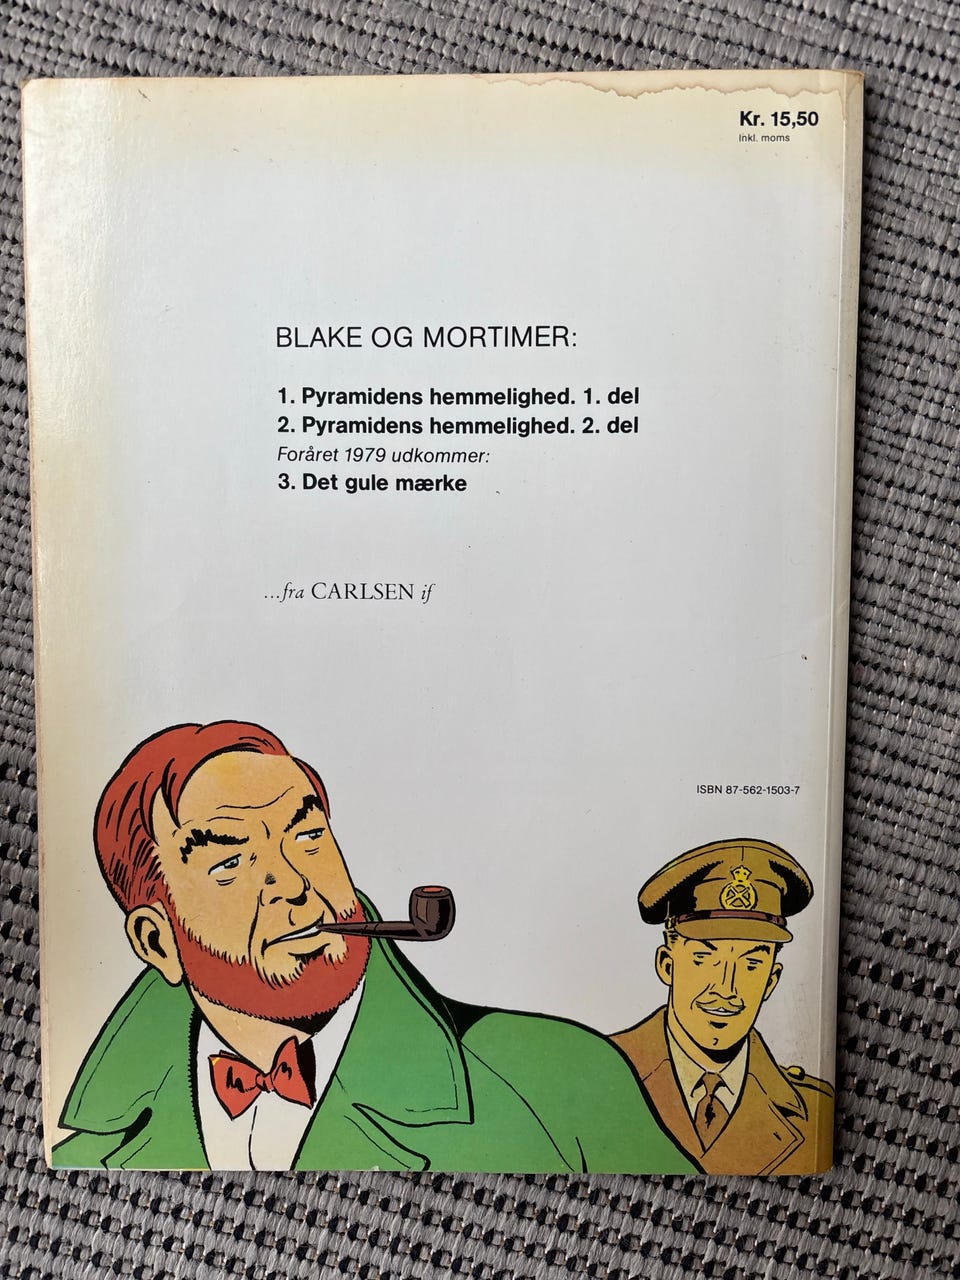 Kr. 15,50
Inkl. moms
BLAKE OG MORTIMER:
1. Pyramidens hemmelighed. 1. del
2. Pyramidens hemmelighed. 2. del
Foråret 1979 udkommer:
3. Det gule mærke
...fra CARLSEN if
ISBN 87-562-1503-7